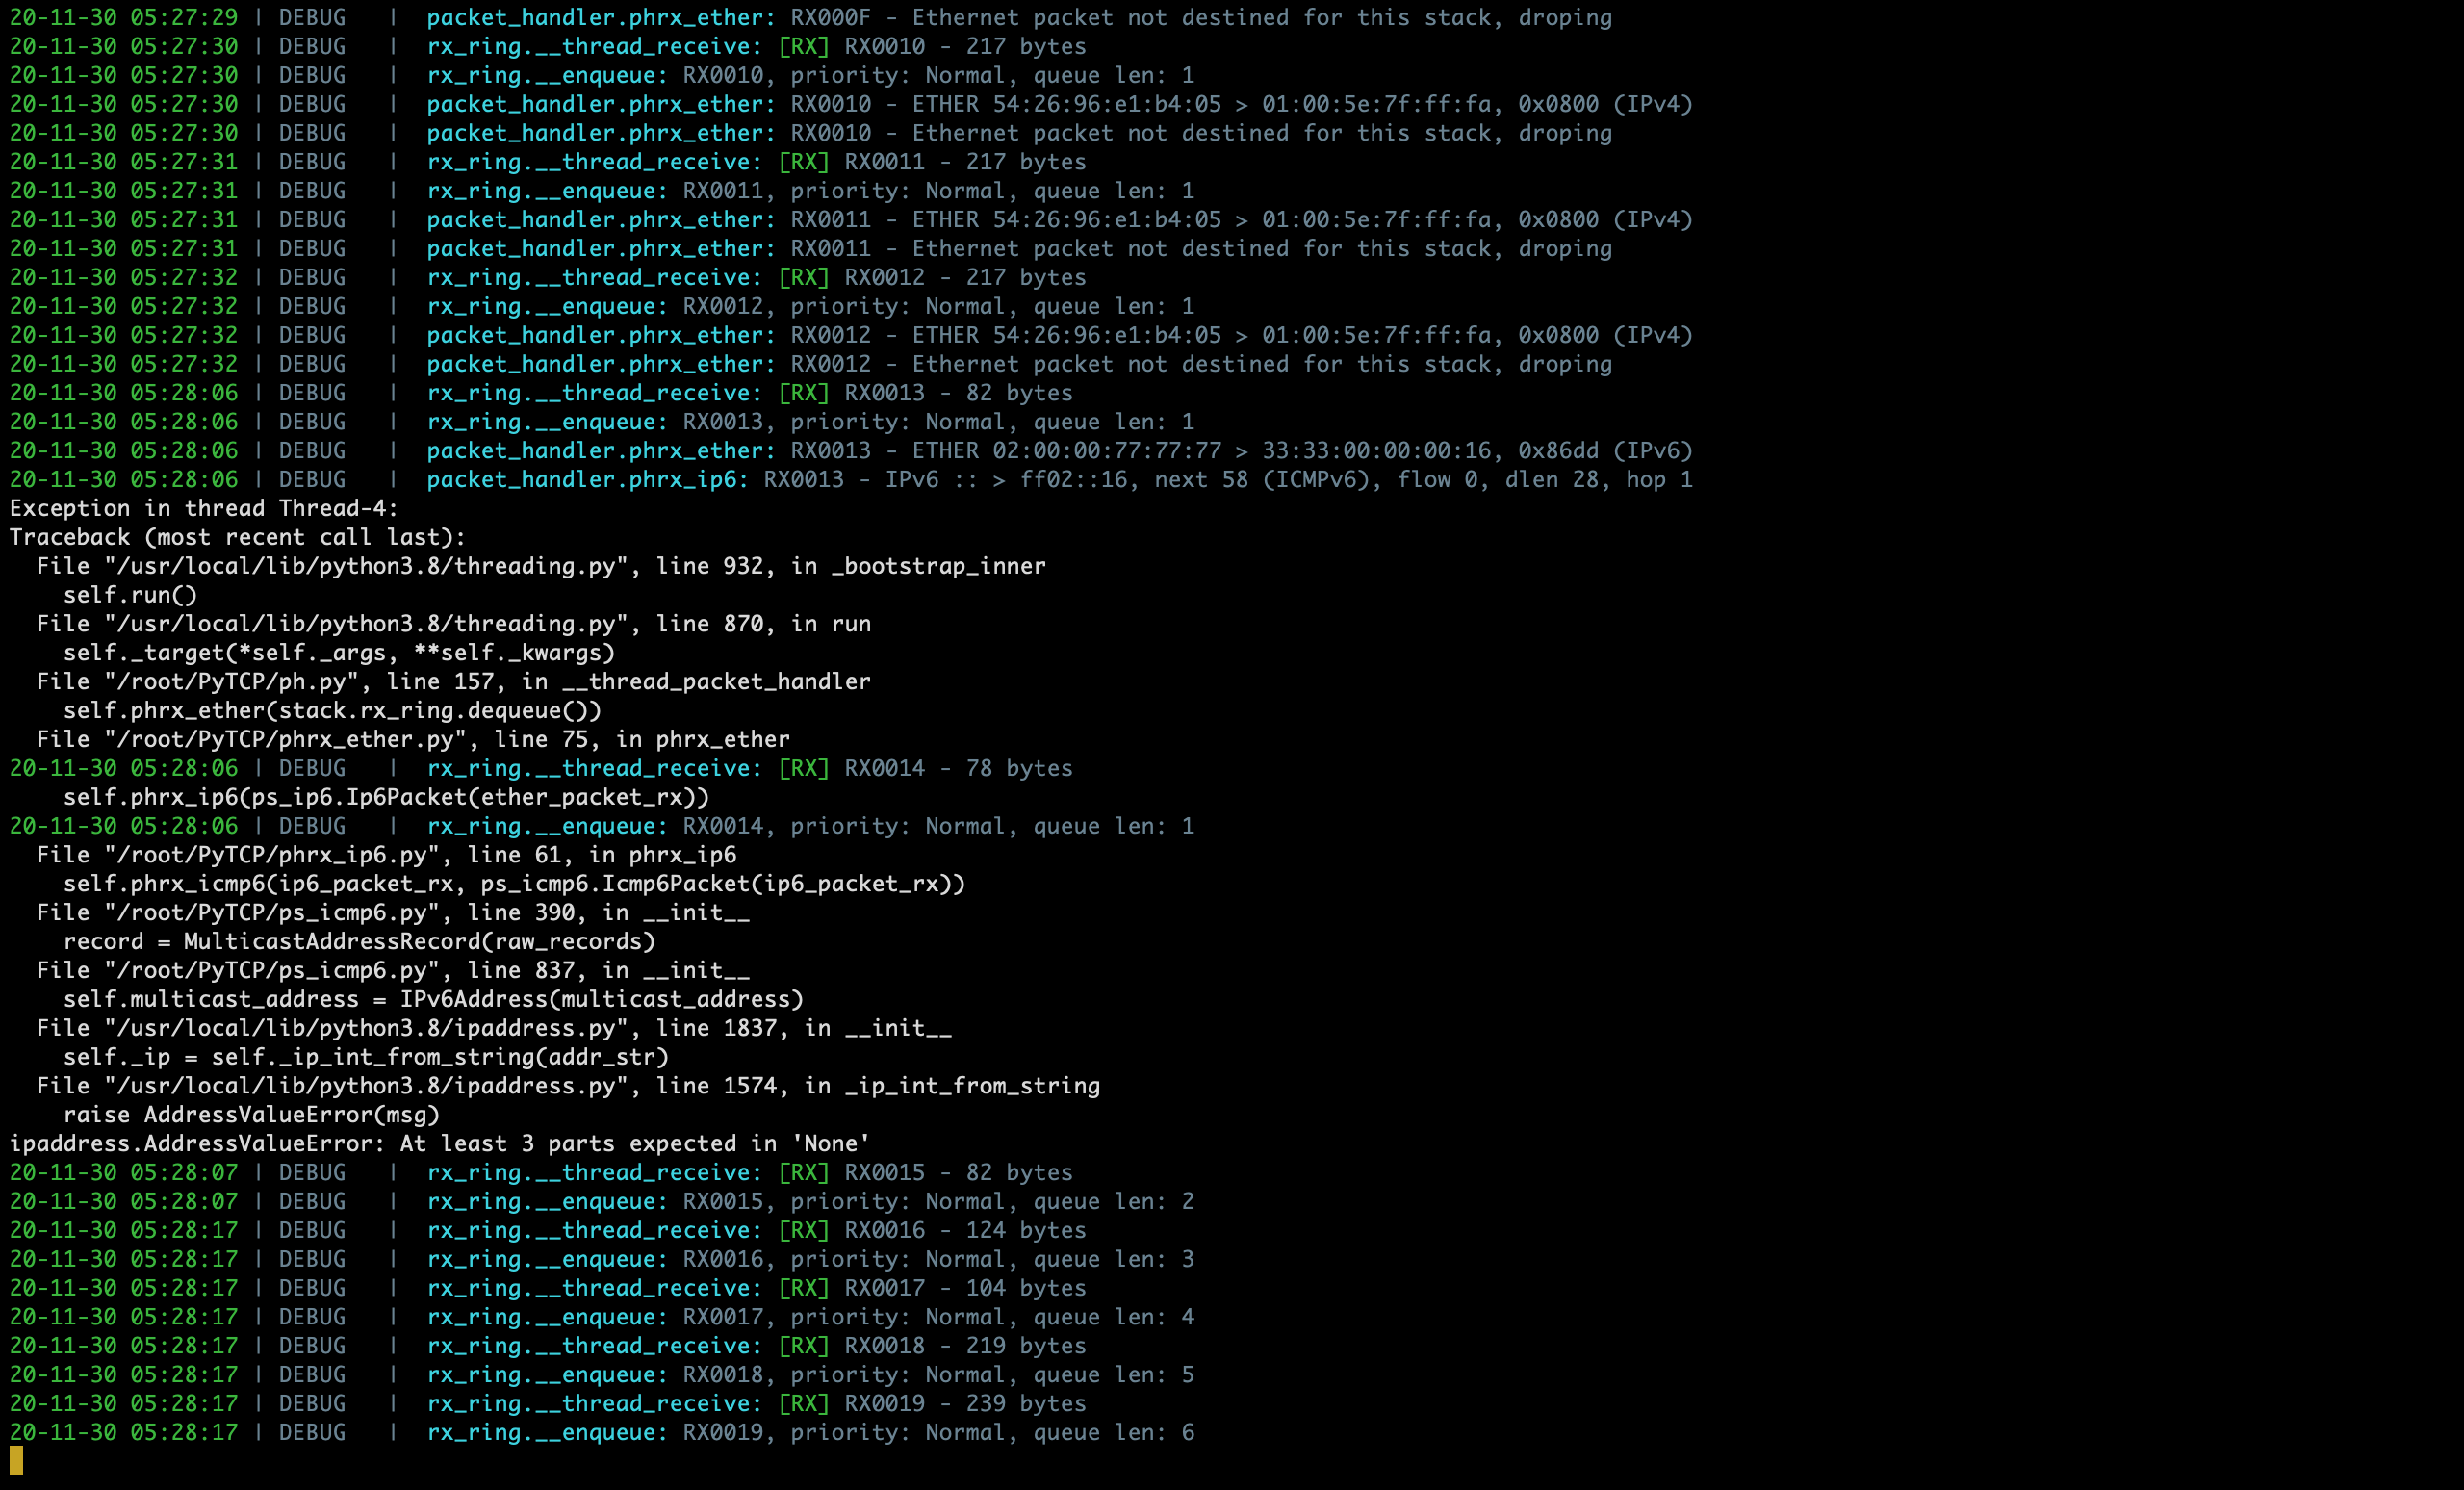 20-11-30 05:27:29 | DEBUG   |  packet_handler.phrx_ether: RX000F - Ethernet packet not destined for this stack, droping
20-11-30 05:27:30 | DEBUG   |  rx_ring.__thread_receive: [RX] RX0010 - 217 bytes
20-11-30 05:27:30 | DEBUG   |  rx_ring.__enqueue: RX0010, priority: Normal, queue len: 1
20-11-30 05:27:30 | DEBUG   |  packet_handler.phrx_ether: RX0010 - ETHER 54:26:96:e1:b4:05 > 01:00:5e:7f:ff:fa, 0x0800 (IPv4)
20-11-30 05:27:30 | DEBUG   |  packet_handler.phrx_ether: RX0010 - Ethernet packet not destined for this stack, droping
20-11-30 05:27:31 | DEBUG   |  rx_ring.__thread_receive: [RX] RX0011 - 217 bytes
20-11-30 05:27:31 | DEBUG   |  rx_ring.__enqueue: RX0011, priority: Normal, queue len: 1
20-11-30 05:27:31 | DEBUG   |  packet_handler.phrx_ether: RX0011 - ETHER 54:26:96:e1:b4:05 > 01:00:5e:7f:ff:fa, 0x0800 (IPv4)
20-11-30 05:27:31 | DEBUG   |  packet_handler.phrx_ether: RX0011 - Ethernet packet not destined for this stack, droping
20-11-30 05:27:32 | DEBUG   |  rx_ring.__thread_receive: [RX] RX0012 - 217 bytes
20-11-30 05:27:32 | DEBUG   |  rx_ring.__enqueue: RX0012, priority: Normal, queue len: 1
20-11-30 05:27:32 | DEBUG   |  packet_handler.phrx_ether: RX0012 - ETHER 54:26:96:e1:b4:05 > 01:00:5e:7f:ff:fa, 0x0800 (IPv4)
20-11-30 05:27:32 | DEBUG   |  packet_handler.phrx_ether: RX0012 - Ethernet packet not destined for this stack, droping
20-11-30 05:28:06 | DEBUG   |  rx_ring.__thread_receive: [RX] RX0013 - 82 bytes
20-11-30 05:28:06 | DEBUG   |  rx_ring.__enqueue: RX0013, priority: Normal, queue len: 1
20-11-30 05:28:06 | DEBUG   |  packet_handler.phrx_ether: RX0013 - ETHER 02:00:00:77:77:77 > 33:33:00:00:00:16, 0x86dd (IPv6)
20-11-30 05:28:06 | DEBUG   |  packet_handler.phrx_ip6: RX0013 - IPv6 :: > ff02::16, next 58 (ICMPv6), flow 0, dlen 28, hop 1
Exception in thread Thread-4:
Traceback (most recent call last):
  File "/usr/local/lib/python3.8/threading.py", line 932, in _bootstrap_inner
    self.run()
  File "/usr/local/lib/python3.8/threading.py", line 870, in run
    self._target(*self._args, **self._kwargs)
  File "/root/PyTCP/ph.py", line 157, in __thread_packet_handler
    self.phrx_ether(stack.rx_ring.dequeue())
  File "/root/PyTCP/phrx_ether.py", line 75, in phrx_ether
20-11-30 05:28:06 | DEBUG   |  rx_ring.__thread_receive: [RX] RX0014 - 78 bytes
    self.phrx_ip6(ps_ip6.Ip6Packet(ether_packet_rx))
20-11-30 05:28:06 | DEBUG   |  rx_ring.__enqueue: RX0014, priority: Normal, queue len: 1
  File "/root/PyTCP/phrx_ip6.py", line 61, in phrx_ip6
    self.phrx_icmp6(ip6_packet_rx, ps_icmp6.Icmp6Packet(ip6_packet_rx))
  File "/root/PyTCP/ps_icmp6.py", line 390, in __init__
    record = MulticastAddressRecord(raw_records)
  File "/root/PyTCP/ps_icmp6.py", line 837, in __init__
    self.multicast_address = IPv6Address(multicast_address)
  File "/usr/local/lib/python3.8/ipaddress.py", line 1837, in __init__
    self._ip = self._ip_int_from_string(addr_str)
  File "/usr/local/lib/python3.8/ipaddress.py", line 1574, in _ip_int_from_string
    raise AddressValueError(msg)
ipaddress.AddressValueError: At least 3 parts expected in 'None'
20-11-30 05:28:07 | DEBUG   |  rx_ring.__thread_receive: [RX] RX0015 - 82 bytes
20-11-30 05:28:07 | DEBUG   |  rx_ring.__enqueue: RX0015, priority: Normal, queue len: 2
20-11-30 05:28:17 | DEBUG   |  rx_ring.__thread_receive: [RX] RX0016 - 124 bytes
20-11-30 05:28:17 | DEBUG   |  rx_ring.__enqueue: RX0016, priority: Normal, queue len: 3
20-11-30 05:28:17 | DEBUG   |  rx_ring.__thread_receive: [RX] RX0017 - 104 bytes
20-11-30 05:28:17 | DEBUG   |  rx_ring.__enqueue: RX0017, priority: Normal, queue len: 4
20-11-30 05:28:17 | DEBUG   |  rx_ring.__thread_receive: [RX] RX0018 - 219 bytes
20-11-30 05:28:17 | DEBUG   |  rx_ring.__enqueue: RX0018, priority: Normal, queue len: 5
20-11-30 05:28:17 | DEBUG   |  rx_ring.__thread_receive: [RX] RX0019 - 239 bytes
20-11-30 05:28:17 | DEBUG   |  rx_ring.__enqueue: RX0019, priority: Normal, queue len: 6